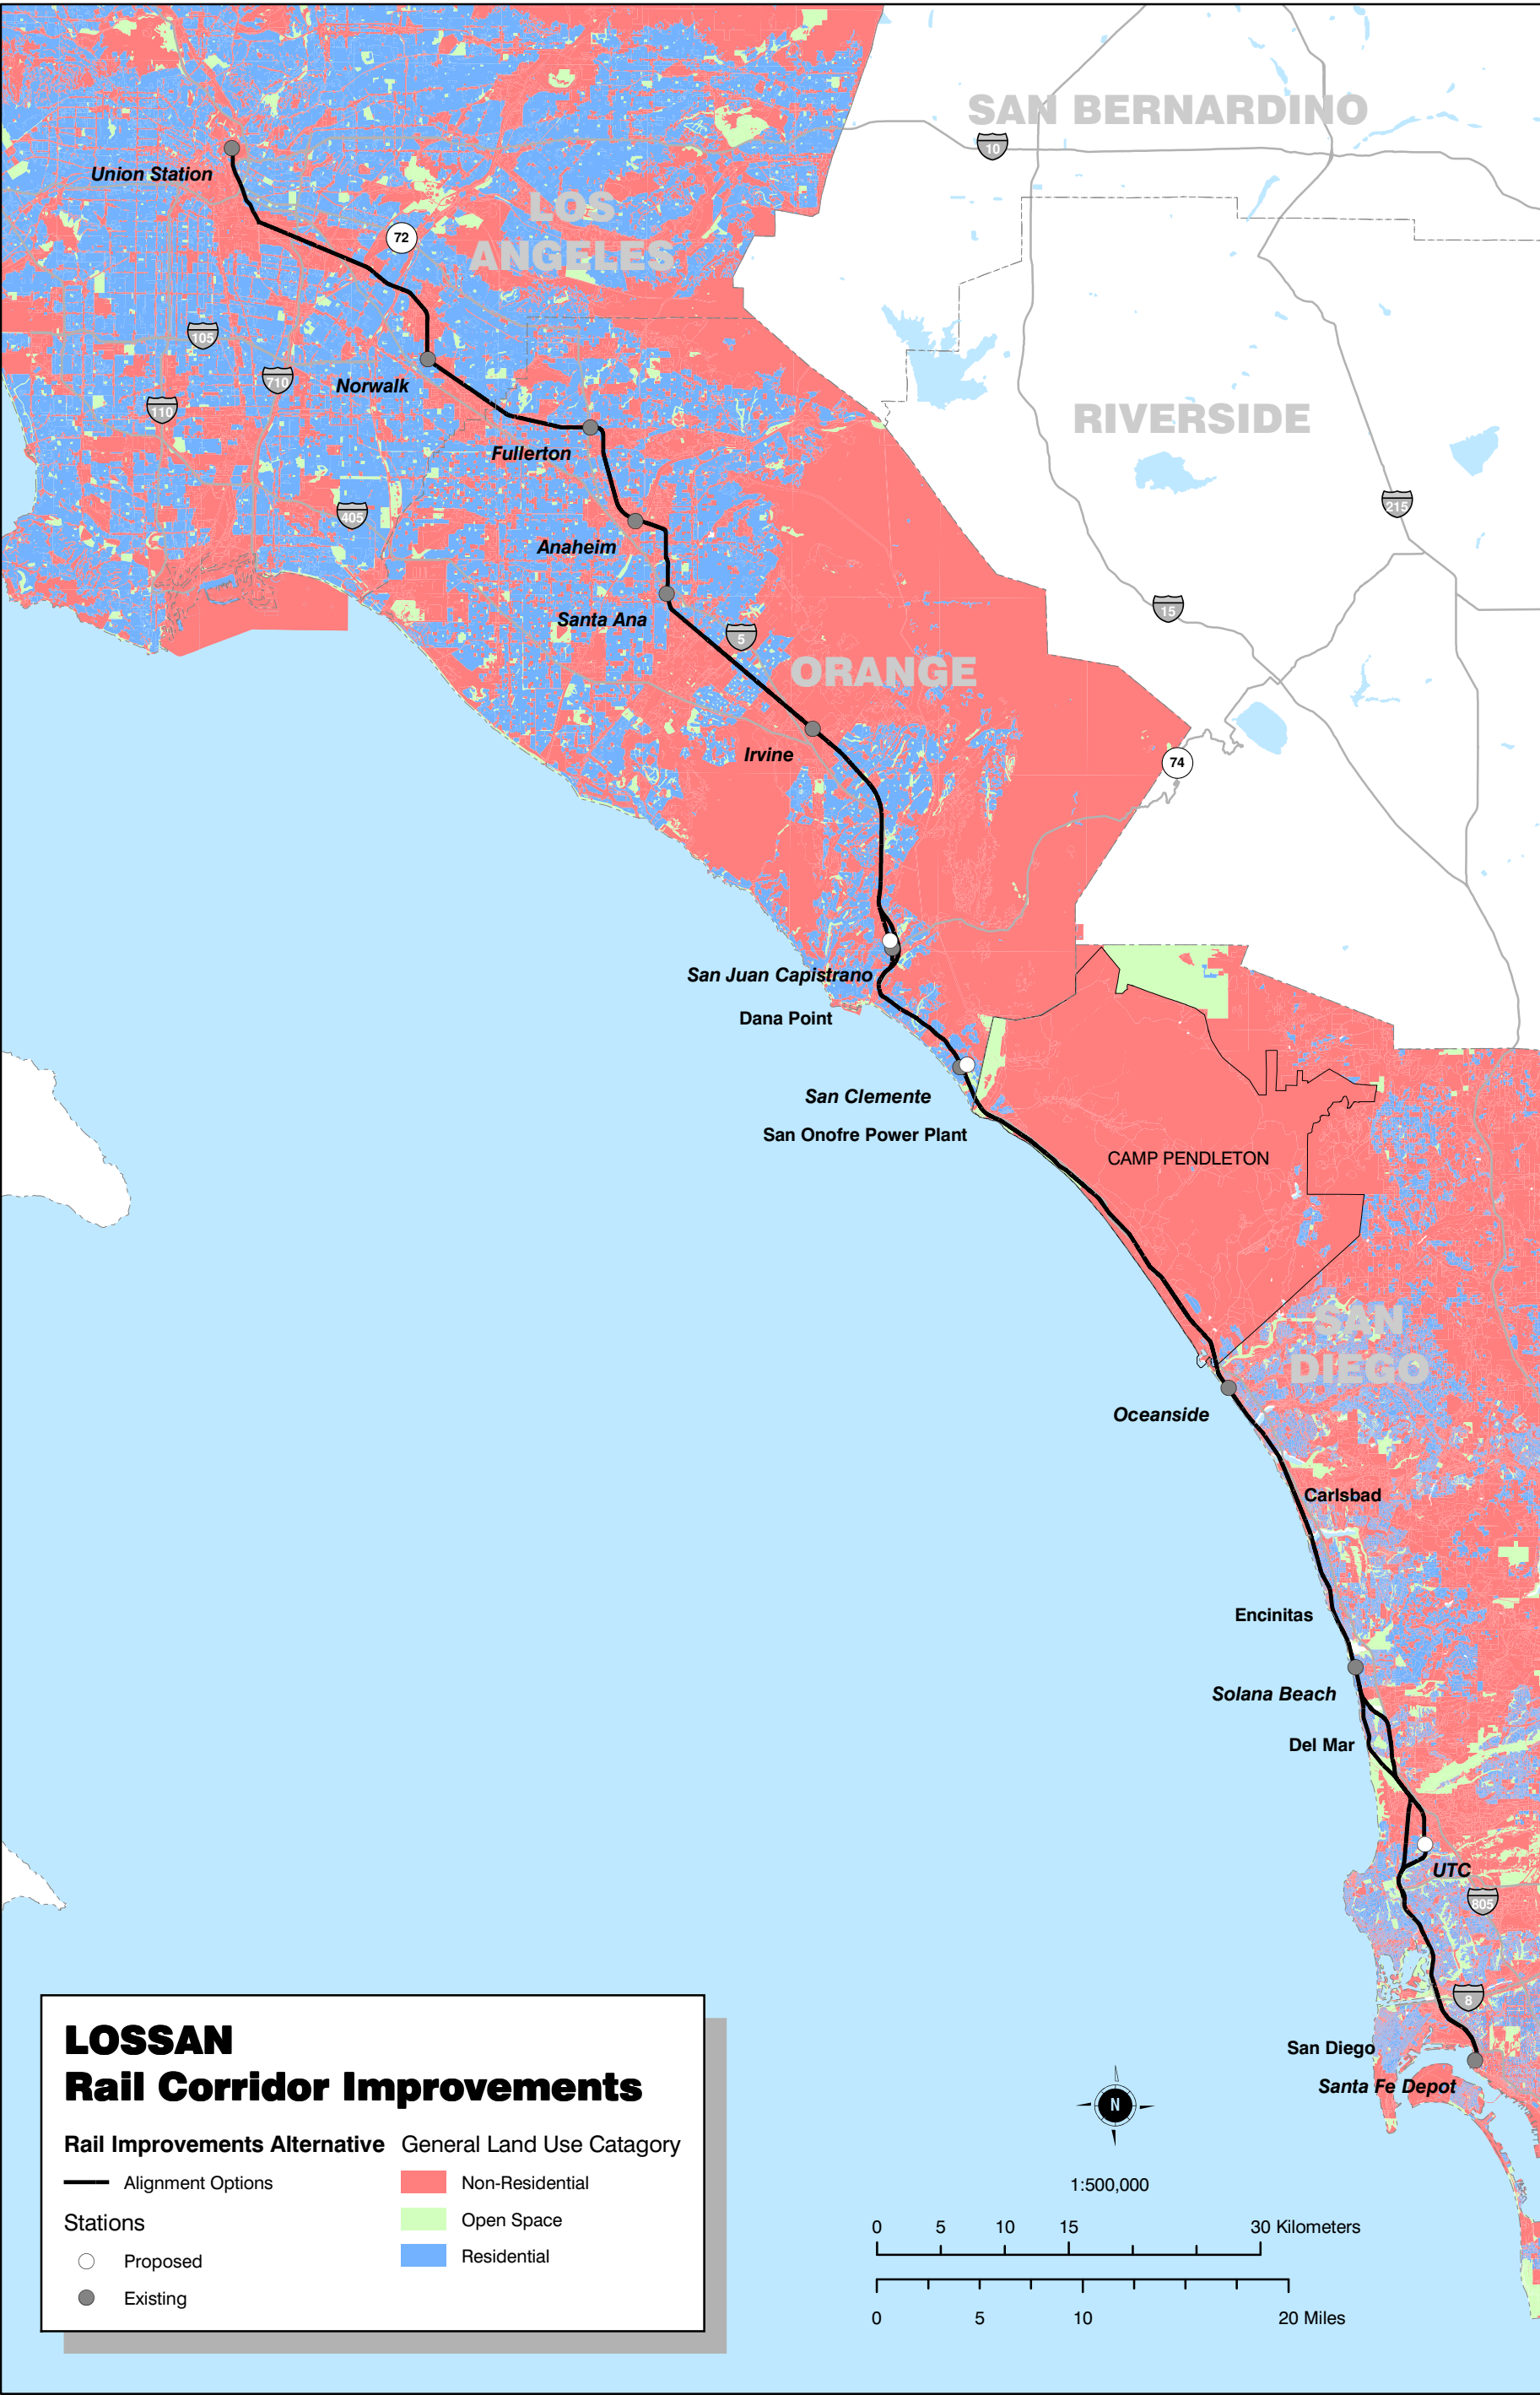 SAN BERNARDINO
10
Union Station
LOS
ANGELES
72
105
710
Norwalk
110
RIVERSIDE
Fullerton
405
215
Anaheim
15
Santa Ana
5
ORANGE
Irvine
74
San Juan Capistrano
Dana Point
San Clemente
San Onofre Power Plant
CAMP PENDLETON
SAN
DIEGO
Oceanside
Carlsbad
Encinitas
Solana Beach
Del Mar
UTC
805
8
San Diego
Santa Fe Depot
LOSSAN
Rail Corridor Improvements
Rail Improvements Alternative
Alignment Options
Stations
Proposed
Existing
General Land Use Catagory
Non-Residential
Open Space
Residential
N
1:500,000
0 5 10 15 30 Kilometers
0 5 10 20 Miles